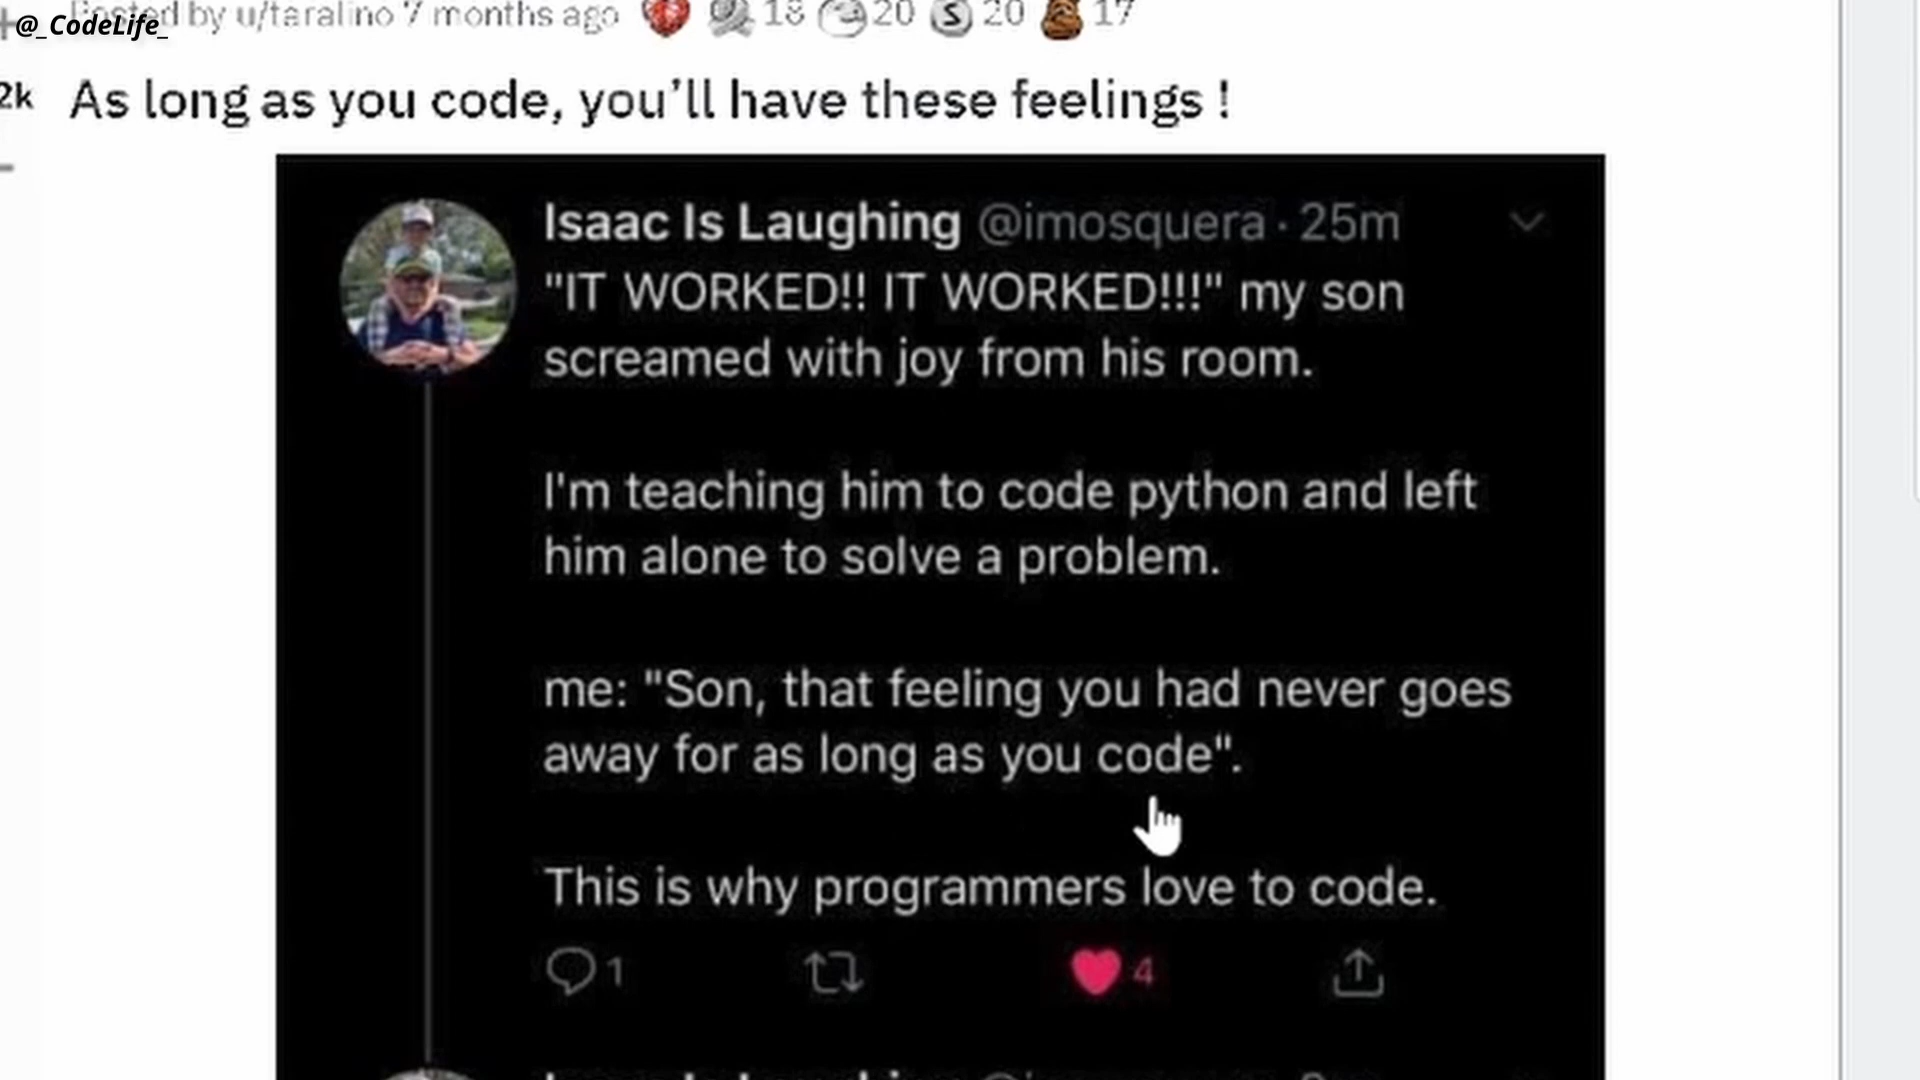 @_CodeLife_
Posted by u/taralino 7 months ago 18 20 20 17
2k As long as you code, you'll have these feelings !
Isaac Is Laughing @imosquera · 25m
"IT WORKED!! IT WORKED!!!" my son
screamed with joy from his room.
I'm teaching him to code python and left
him alone to solve a problem.
me: "Son, that feeling you had never goes
away for as long as you code".
This is why programmers love to code.
1 4